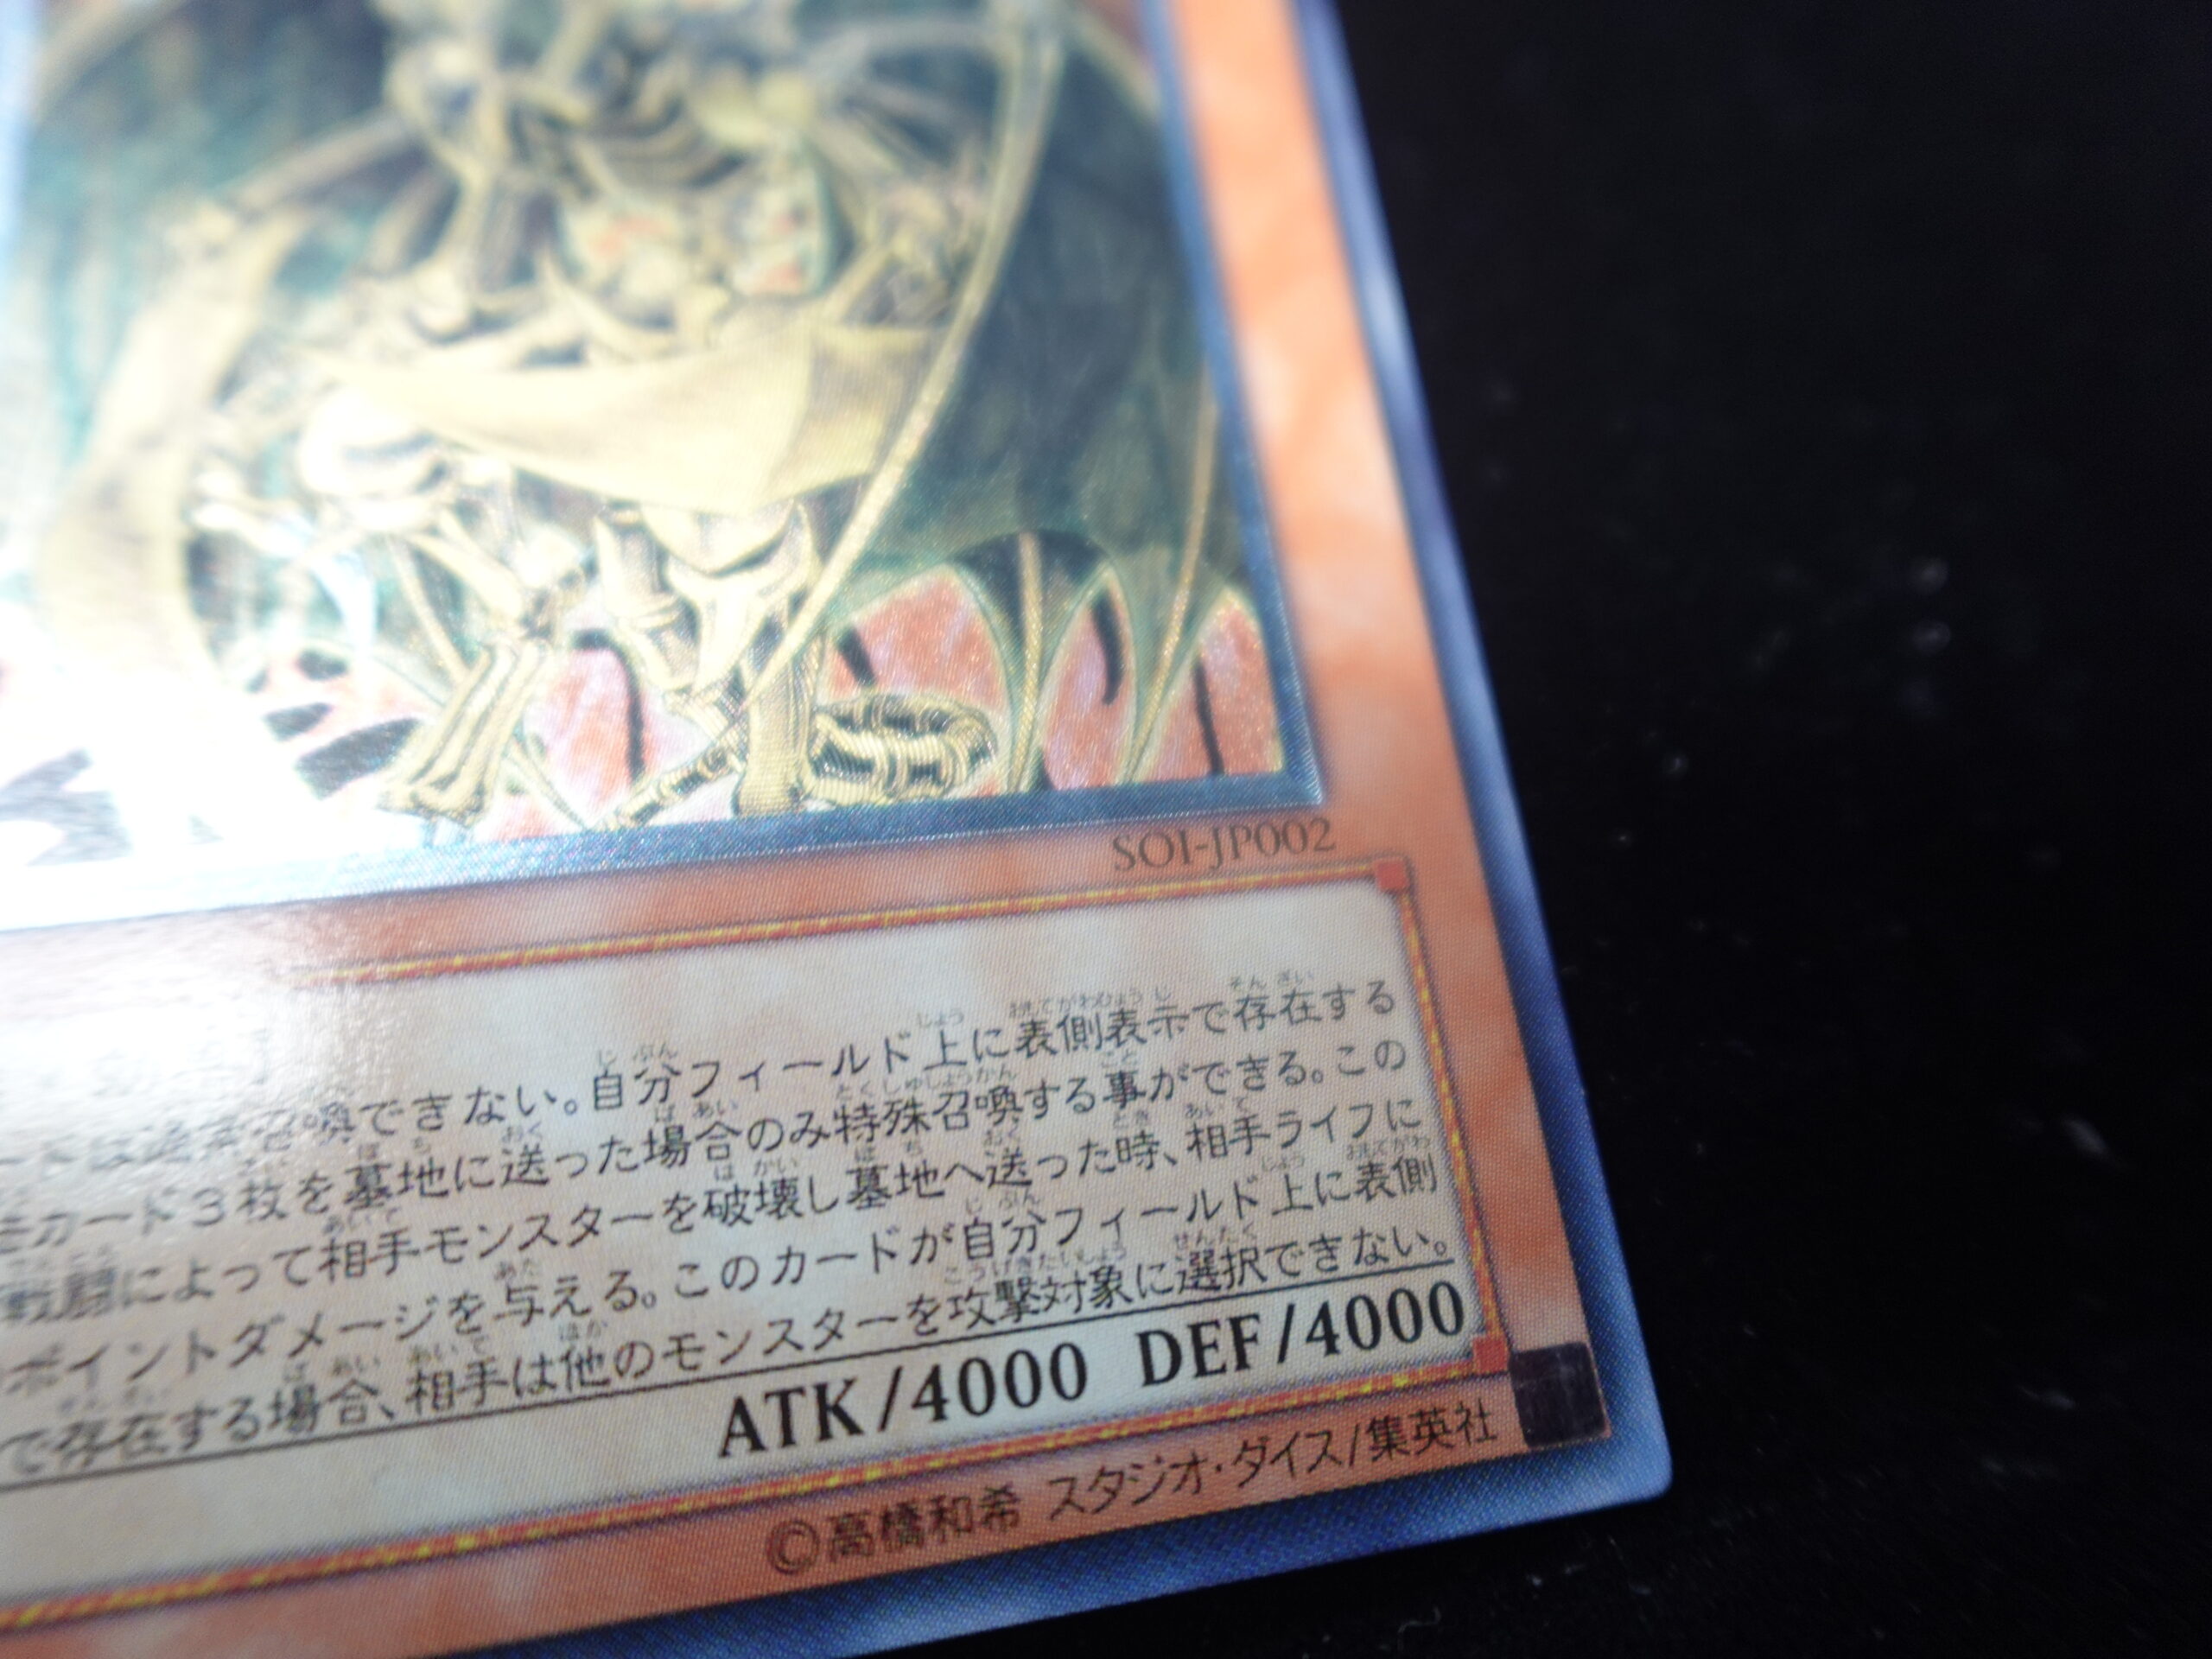 SOI-JP002
召喚できない。自分フィールド上に表側表示で存在する
カード3枚を墓地に送った場合のみ特殊召喚する事ができる。この
戦闘によって相手モンスターを破壊し墓地へ送った時、相手ライフに
ポイントダメージを与える。このカードが自分フィールド上に表側
で存在する場合、相手は他のモンスターを攻撃対象に選択できない。
ATK/4000 DEF/4000
©高橋和希 スタジオ・ダイス/集英社